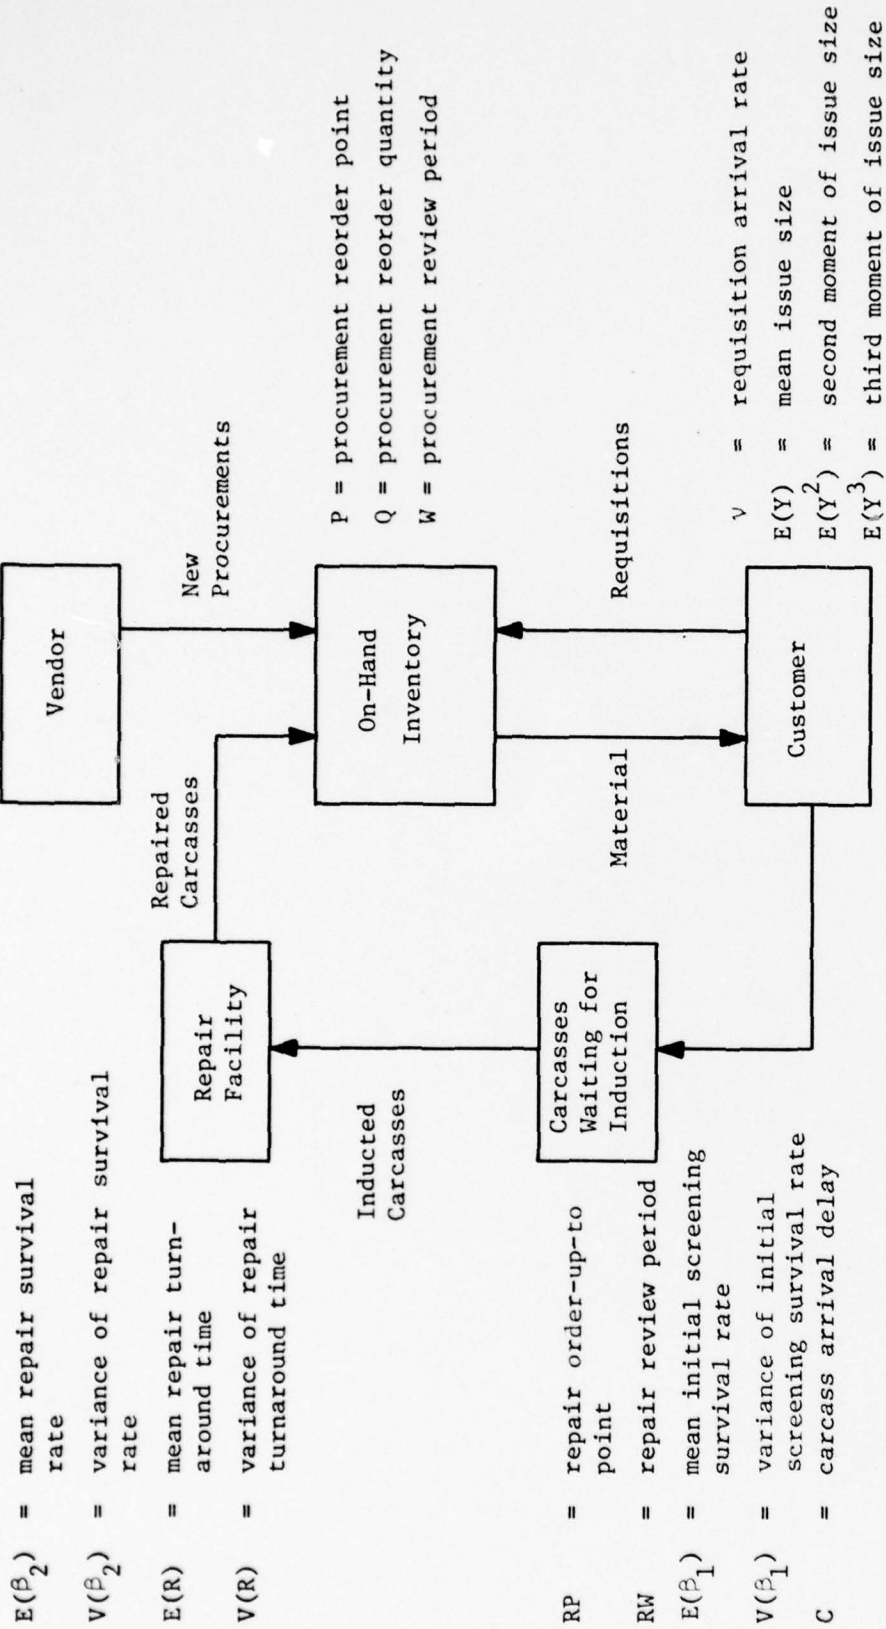 E(β₂) = mean repair survival
rate
V(β₂) = variance of repair survival
rate
E(R) = mean repair turn-
around time
V(R) = variance of repair
turnaround time
Vendor
New
Procurements
Repaired
Carcasses
Repair
Facility
On-Hand
Inventory
P = procurement reorder point
Q = procurement reorder quantity
W = procurement review period
Inducted
Carcasses
Carcasses
Waiting for
Induction
Material
Requisitions
Customer
RP = repair order-up-to
point
RW = repair review period
E(β₁) = mean initial screening
survival rate
V(β₁) = variance of initial
screening survival rate
C = carcass arrival delay
ν = requisition arrival rate
E(Y) = mean issue size
E(Y²) = second moment of issue size
E(Y³) = third moment of issue size